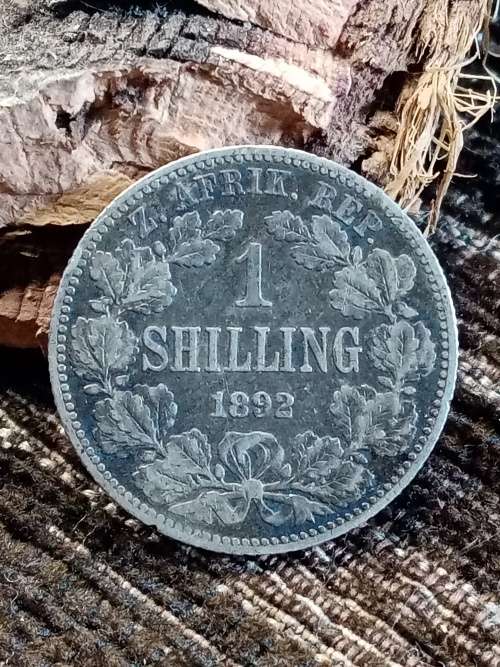 Z. AFRIK. REP.
1
SHILLING
1892